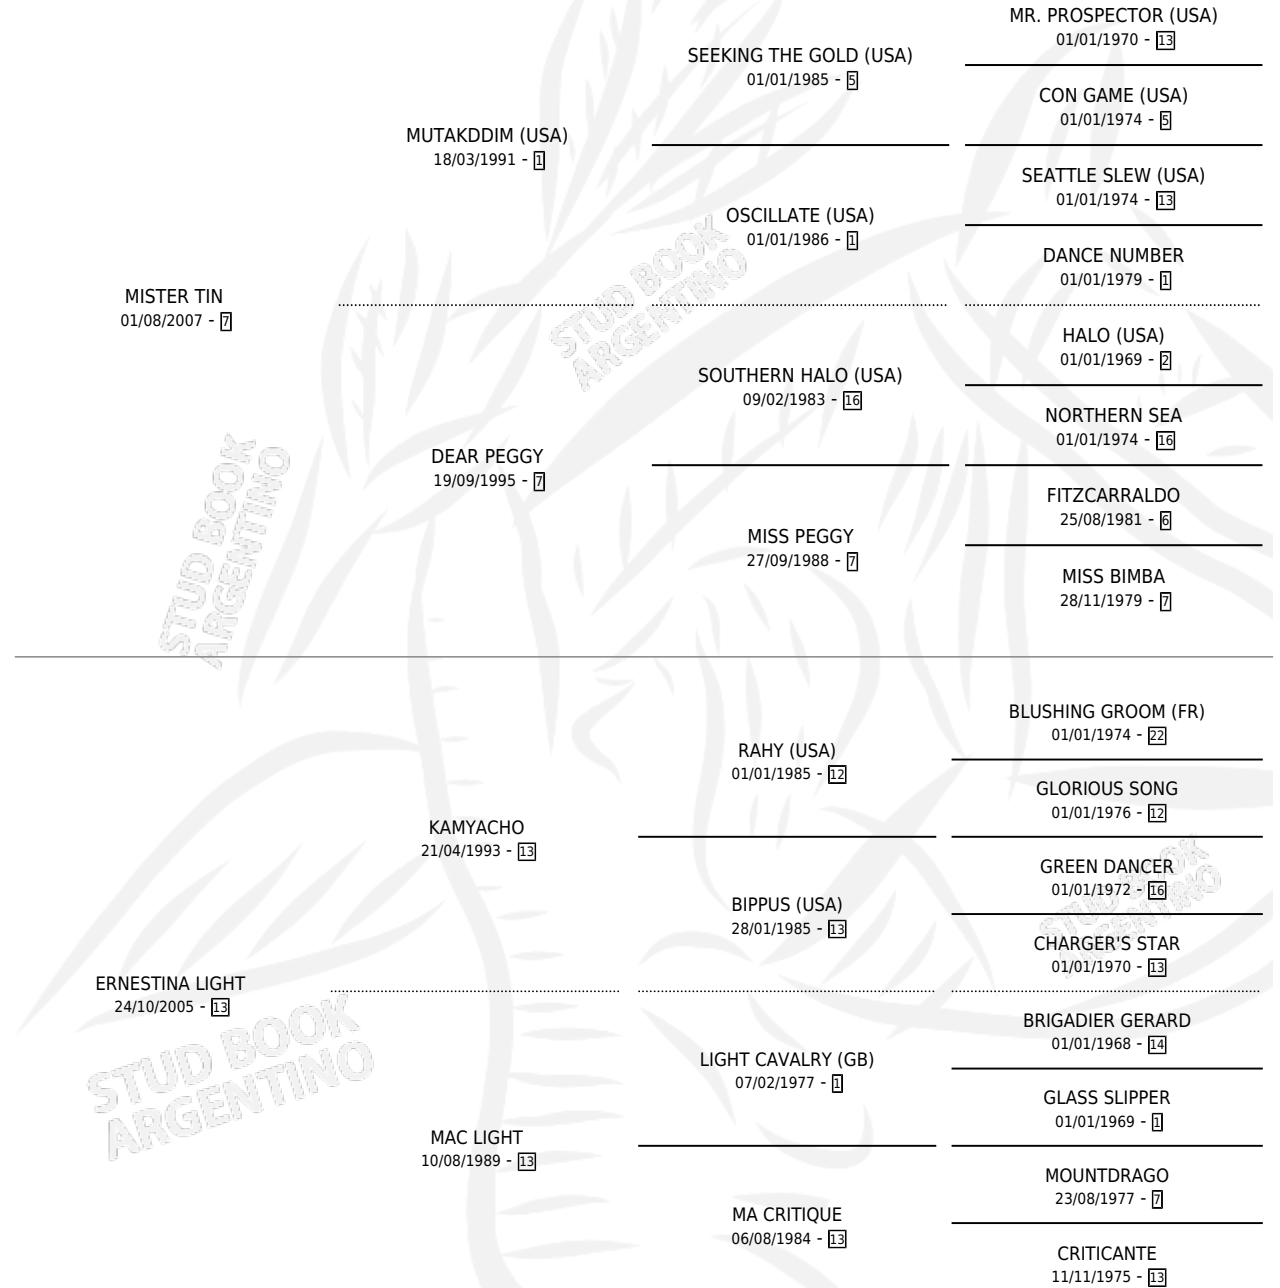 MR. PROSPECTOR (USA)
01/01/1970 - 13
SEEKING THE GOLD (USA)
01/01/1985 - 5
CON GAME (USA)
01/01/1974 - 5
MUTAKDDIM (USA)
18/03/1991 - 1
SEATTLE SLEW (USA)
01/01/1974 - 13
OSCILLATE (USA)
01/01/1986 - 1
DANCE NUMBER
01/01/1979 - 1
MISTER TIN
01/08/2007 - 7
HALO (USA)
01/01/1969 - 2
SOUTHERN HALO (USA)
09/02/1983 - 16
NORTHERN SEA
01/01/1974 - 16
DEAR PEGGY
19/09/1995 - 7
FITZCARRALDO
25/08/1981 - 6
MISS PEGGY
27/09/1988 - 7
MISS BIMBA
28/11/1979 - 7
BLUSHING GROOM (FR)
01/01/1974 - 22
RAHY (USA)
01/01/1985 - 12
GLORIOUS SONG
01/01/1976 - 12
KAMYACHO
21/04/1993 - 13
GREEN DANCER
01/01/1972 - 16
BIPPUS (USA)
28/01/1985 - 13
CHARGER'S STAR
01/01/1970 - 13
ERNESTINA LIGHT
24/10/2005 - 13
BRIGADIER GERARD
01/01/1968 - 14
LIGHT CAVALRY (GB)
07/02/1977 - 1
GLASS SLIPPER
01/01/1969 - 1
MAC LIGHT
10/08/1989 - 13
MOUNTDRAGO
23/08/1977 - 7
MA CRITIQUE
06/08/1984 - 13
CRITICANTE
11/11/1975 - 13
STUD BOOK
ARGENTINO
STUD BOOK
ARGENTINO
STUD BOOK
ARGENTINO
STUD BOOK
ARGENTINO